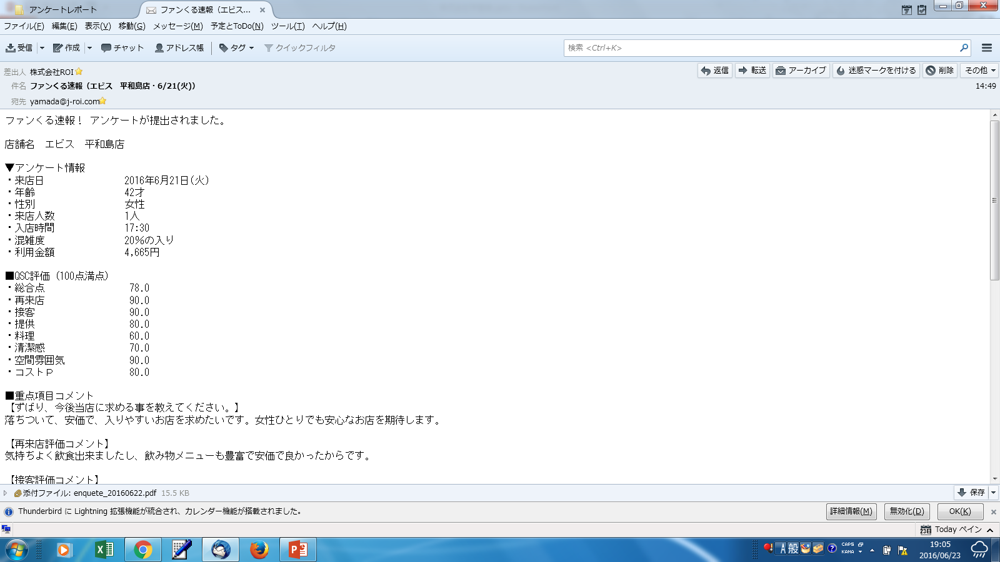 アンケートレポート
ファンくる速報（エビス...
ファイル(F) 編集(E) 表示(V) 移動(G) メッセージ(M) 予定とToDo(N) ツール(T) ヘルプ(H)
受信 作成 チャット アドレス帳 タグ クイックフィルタ 検索 <Ctrl+K>
差出人 株式会社ROI 返信 転送 アーカイブ 迷惑マークを付ける 削除 その他
件名 ファンくる速報（エビス　平和島店・6/21(火)） 14:49
宛先 yamada@j-roi.com
ファンくる速報！ アンケートが提出されました。
店舗名　エビス　平和島店
▼アンケート情報
・来店日 2016年6月21日(火)
・年齢 42才
・性別 女性
・来店人数 1人
・入店時間 17:30
・混雑度 20%の入り
・利用金額 4,665円
■QSC評価（100点満点）
・総合点 78.0
・再来店 90.0
・接客 90.0
・提供 80.0
・料理 60.0
・清潔感 70.0
・空間雰囲気 90.0
・コストＰ 80.0
■重点項目コメント
【ずばり、今後当店に求める事を教えてください。】
落ちついて、安価で、入りやすいお店を求めたいです。女性ひとりでも安心なお店を期待します。
【再来店評価コメント】
気持ちよく飲食出来ましたし、飲み物メニューも豊富で安価で良かったからです。
【接客評価コメント】
添付ファイル: enquete_20160622.pdf 15.5 KB 保存
Thunderbird に Lightning 拡張機能が統合され、カレンダー機能が搭載されました。 詳細情報(M) 無効化(D) OK(K)
23日 Today ペイン
A 般 CAPS KANA 19:05
2016/06/23